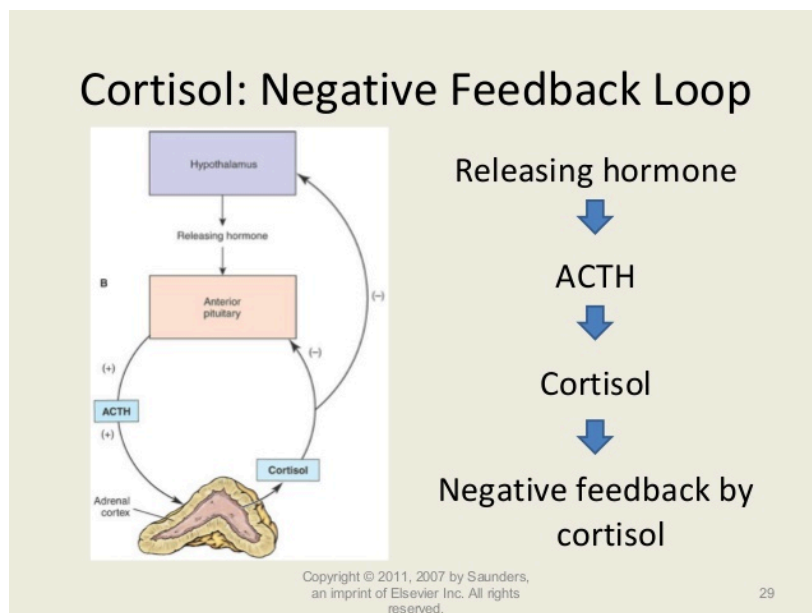 Cortisol: Negative Feedback Loop
Hypothalamus
Releasing hormone
B
Anterior
pituitary
(–)
(–)
(+)
ACTH
(+)
Cortisol
Adrenal
cortex
Releasing hormone
ACTH
Cortisol
Negative feedback by
cortisol
Copyright © 2011, 2007 by Saunders,
an imprint of Elsevier Inc. All rights
reserved.
29